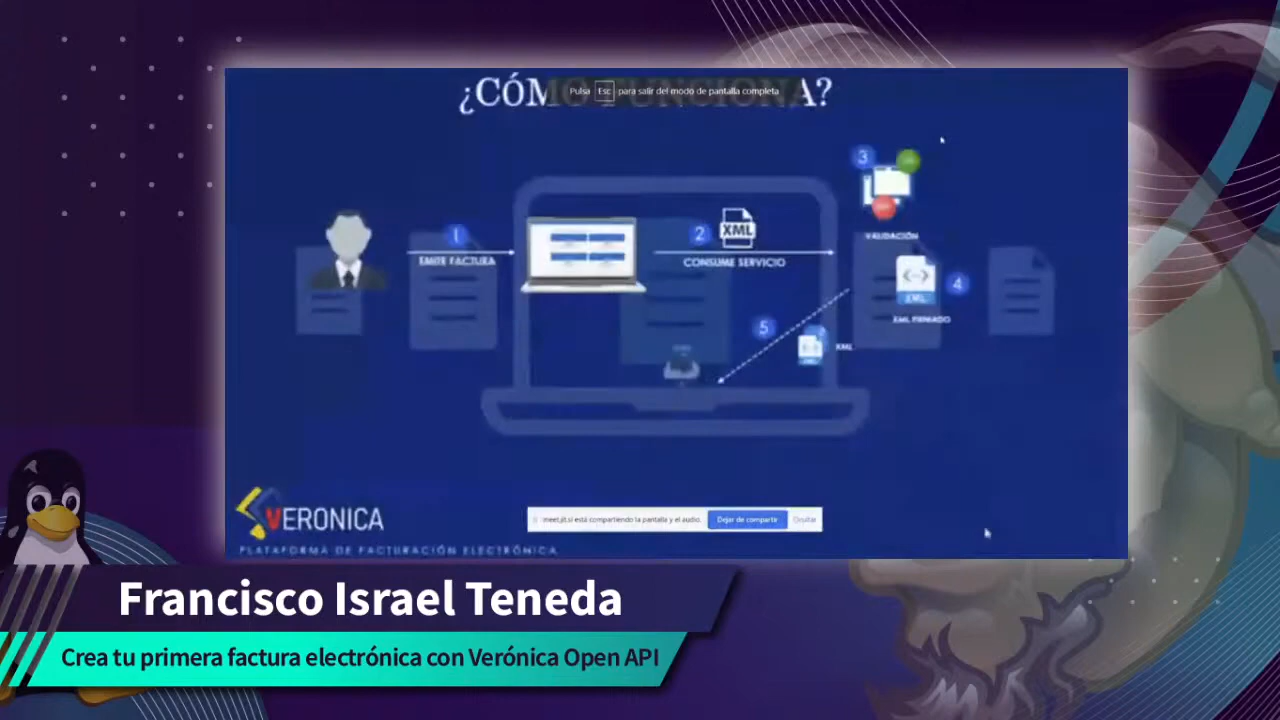 ¿CÓMO FUNCIONA?
Pulsa Esc para salir del modo de pantalla completa
3
VALIDACIÓN
1
EMITE FACTURA
2
XML
CONSUME SERVICIO
4
XML
XML FIRMADO
5
XML
VERONICA
PLATAFORMA DE FACTURACIÓN ELECTRÓNICA
meet.jit.si está compartiendo la pantalla y el audio.
Dejar de compartir
Ocultar
Francisco Israel Teneda
Crea tu primera factura electrónica con Verónica Open API